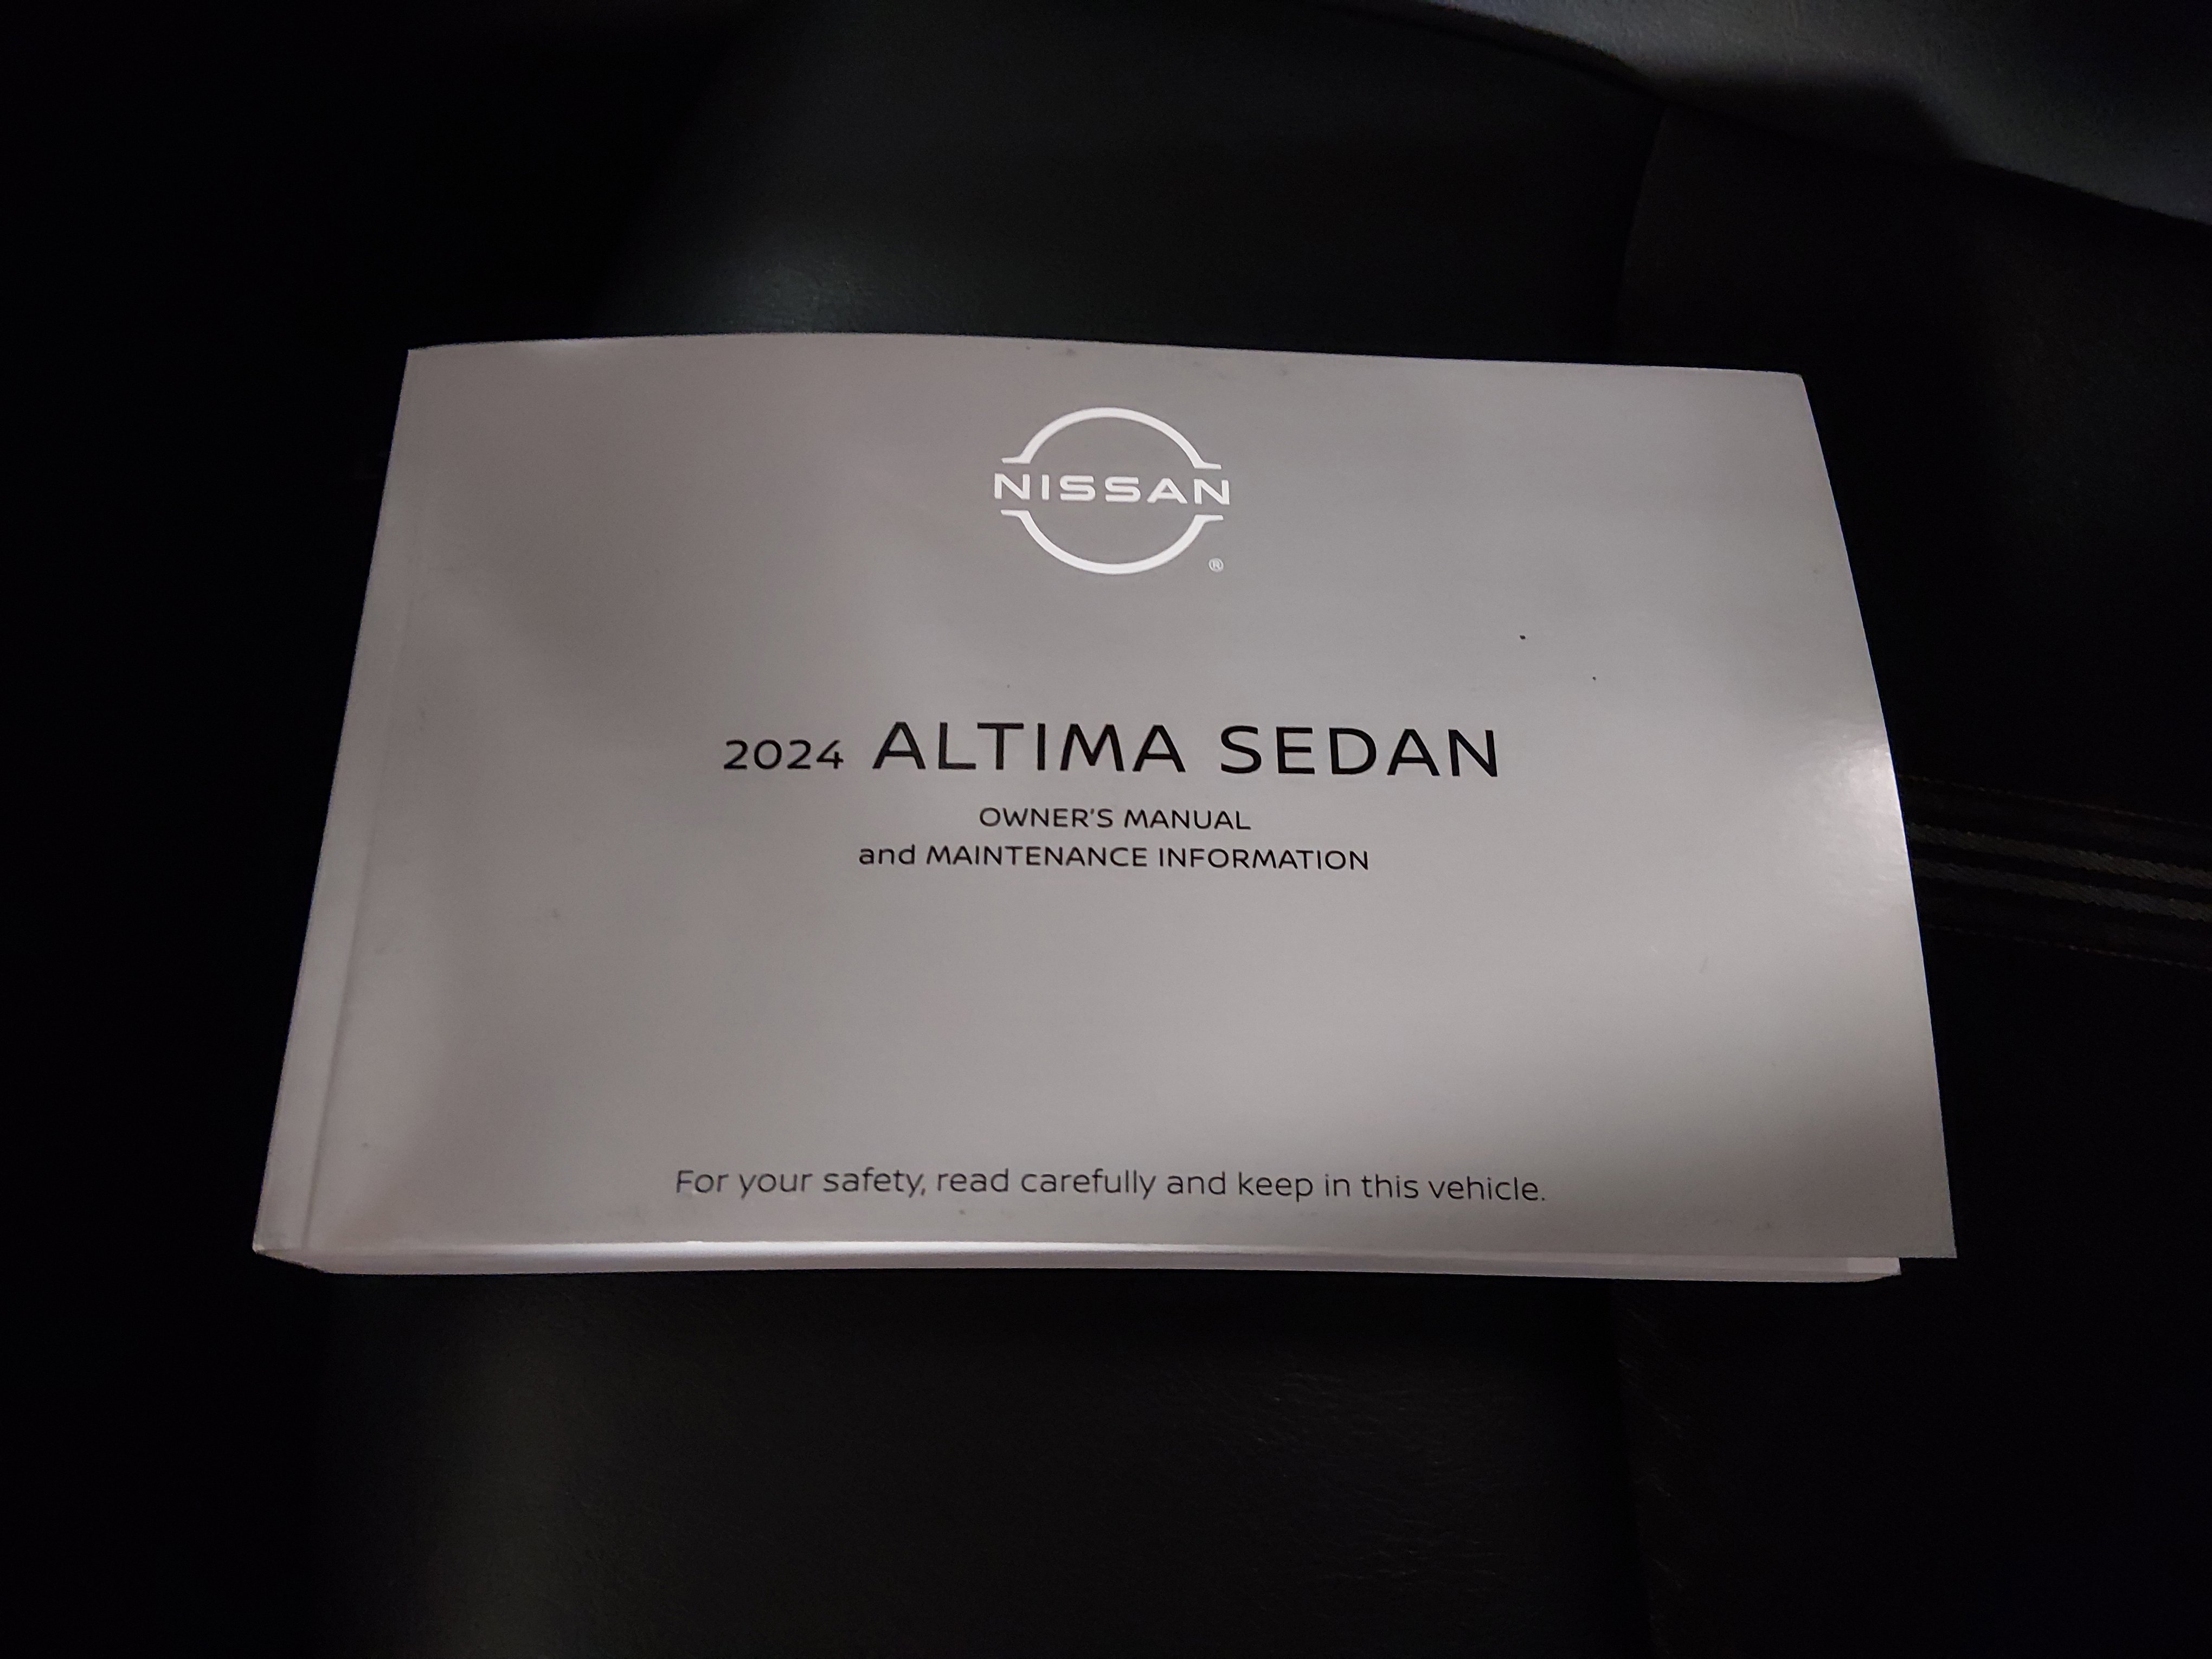 NISSAN
®
2024 ALTIMA SEDAN
OWNER'S MANUAL
and MAINTENANCE INFORMATION
For your safety, read carefully and keep in this vehicle.